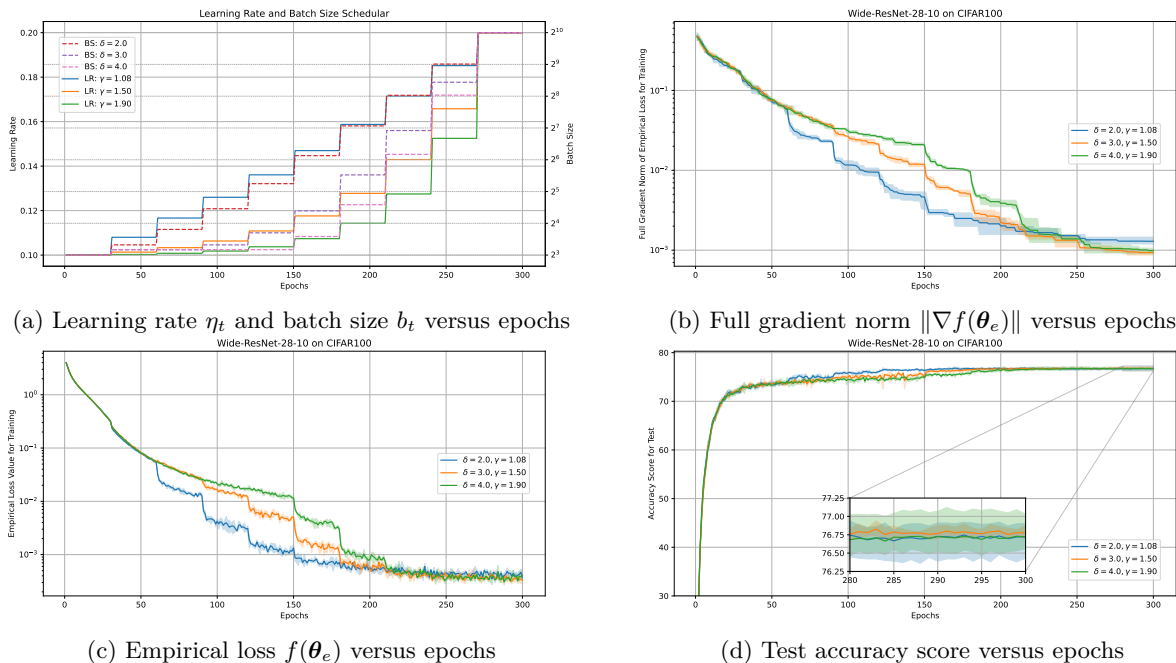 Learning Rate and Batch Size Schedular
0.20
0.18
0.16
0.14
0.12
0.10
Learning Rate
BS: δ = 2.0
BS: δ = 3.0
BS: δ = 4.0
LR: γ = 1.08
LR: γ = 1.50
LR: γ = 1.90
2^10
2^9
2^8
2^7
2^6
2^5
2^4
2^3
Batch Size
0 50 100 150 200 250 300
Epochs
(a) Learning rate η_t and batch size b_t versus epochs
Wide-ResNet-28-10 on CIFAR100
Full Gradient Norm of Empirical Loss for Training
10^−1
10^−2
10^−3
δ = 2.0, γ = 1.08
δ = 3.0, γ = 1.50
δ = 4.0, γ = 1.90
0 50 100 150 200 250 300
Epochs
(b) Full gradient norm ‖∇f(θ_e)‖ versus epochs
Wide-ResNet-28-10 on CIFAR100
Empirical Loss Value for Training
10^0
10^−1
10^−2
10^−3
δ = 2.0, γ = 1.08
δ = 3.0, γ = 1.50
δ = 4.0, γ = 1.90
0 50 100 150 200 250 300
Epochs
(c) Empirical loss f(θ_e) versus epochs
Wide-ResNet-28-10 on CIFAR100
Accuracy Score for Test
80
70
60
50
40
30
77.25
77.00
76.75
76.50
76.25
280 285 290 295 300
δ = 2.0, γ = 1.08
δ = 3.0, γ = 1.50
δ = 4.0, γ = 1.90
0 50 100 150 200 250 300
Epochs
(d) Test accuracy score versus epochs